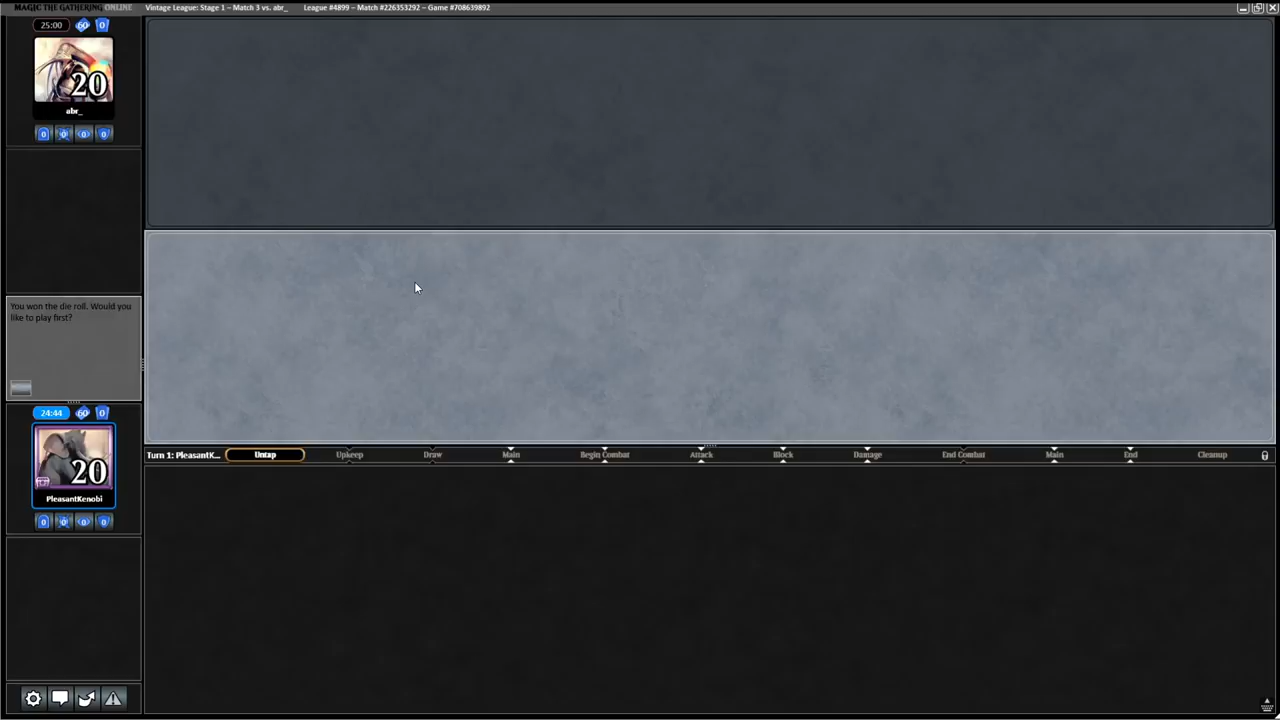 MAGIC THE GATHERING ONLINE
Vintage League: Stage 1 – Match 3 vs. abr_ League #4899 – Match #226353292 – Game #708639892
25:00 60 0
20
abr_
0 0 0 0
You won the die roll. Would you
like to play first?
24:44 60 0
20
PleasantKenobi
0 0 0 0
Turn 1: PleasantK... Untap Upkeep Draw Main Begin Combat Attack Block Damage End Combat Main End Cleanup